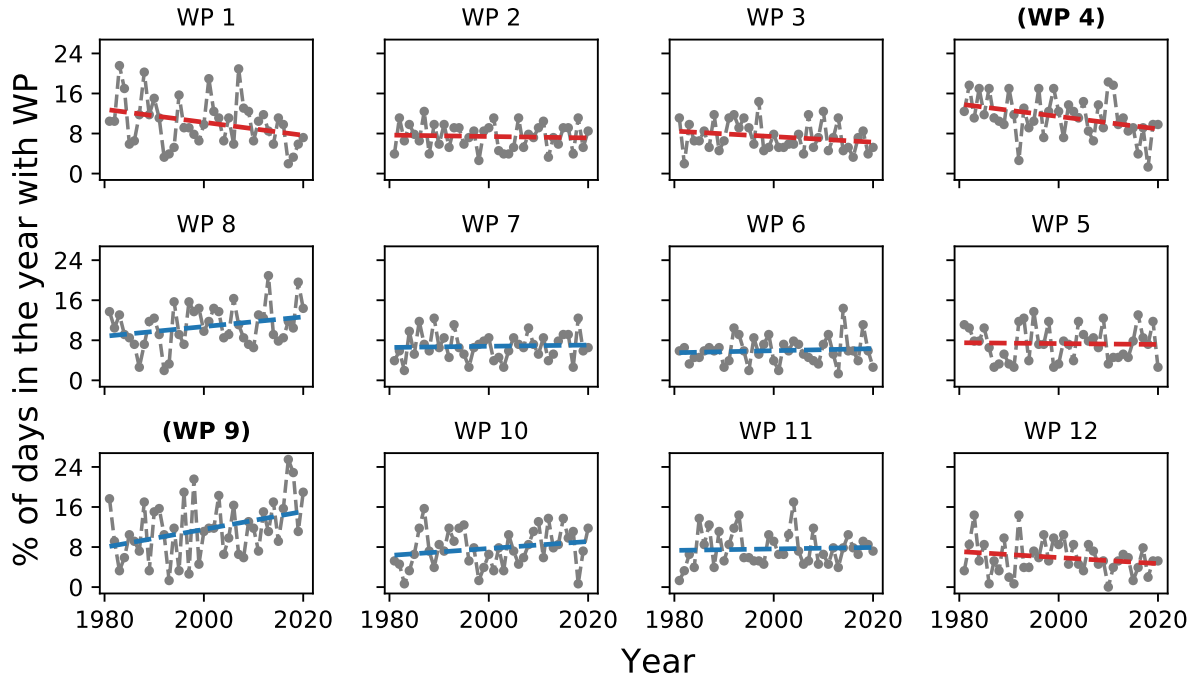 WP 1 WP 2 WP 3 (WP 4)
24
16
8
0
WP 8 WP 7 WP 6 WP 5
24
16
8
0
(WP 9) WP 10 WP 11 WP 12
24
16
8
0
1980 2000 2020 1980 2000 2020 1980 2000 2020 1980 2000 2020
% of days in the year with WP
Year